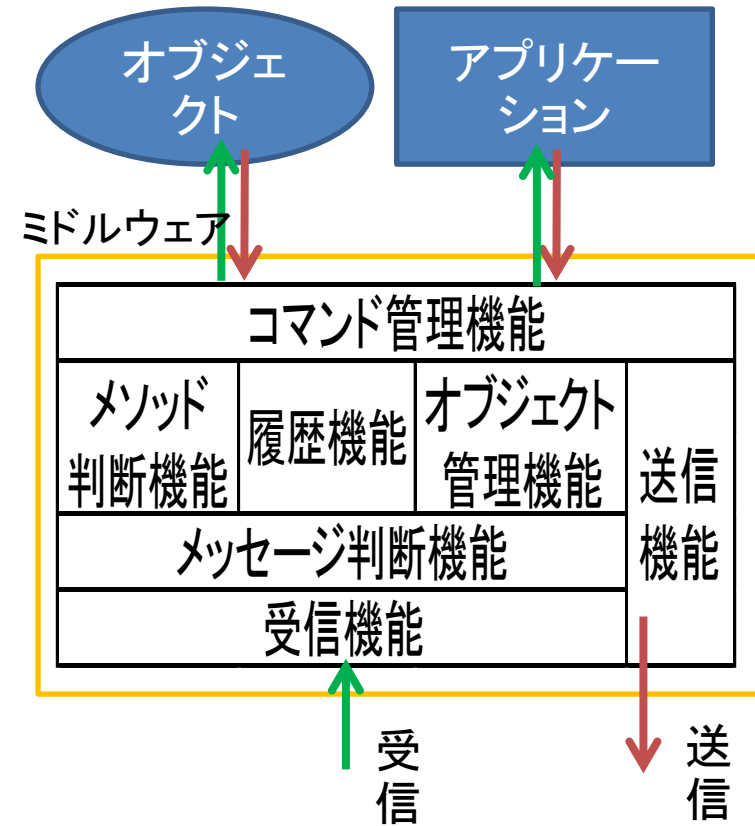 オブジェ
クト
アプリケー
ション
ミドルウェア
コマンド管理機能
メソッド
判断機能
履歴機能
オブジェクト
管理機能
送信
機能
メッセージ判断機能
受信機能
受
信
送
信